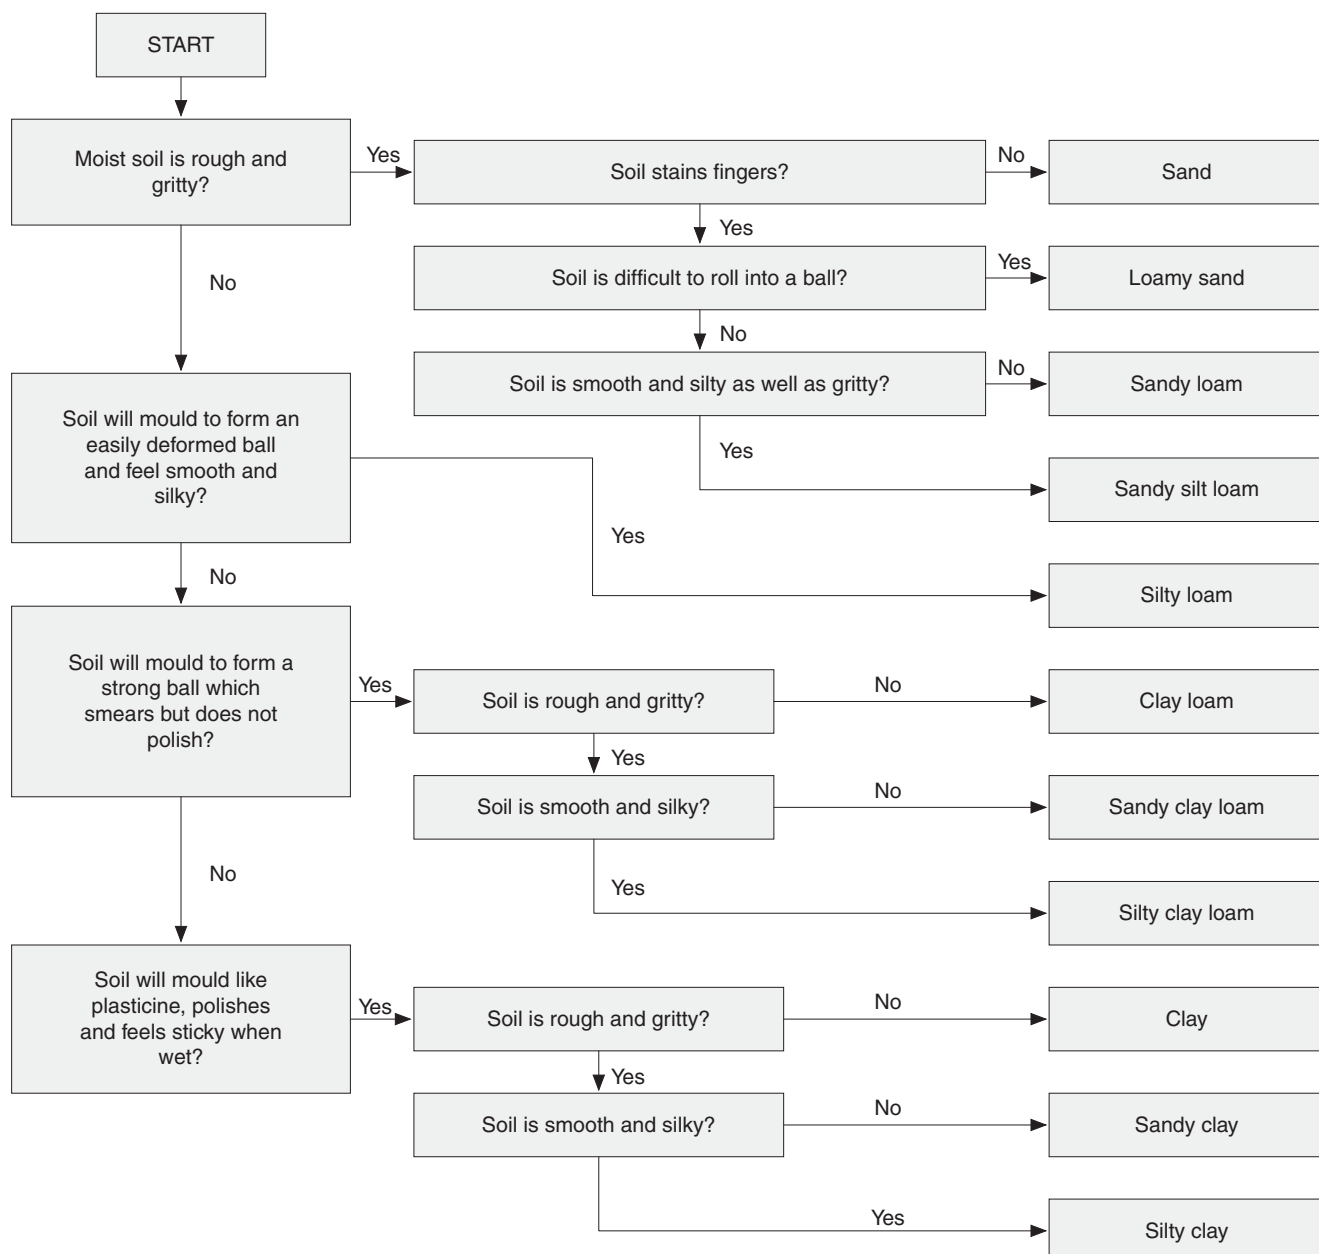 START
Moist soil is rough and
gritty?
Yes
Soil stains fingers?
No
Sand
Yes
No
Soil is difficult to roll into a ball?
Yes
Loamy sand
No
Soil is smooth and silty as well as gritty?
No
Sandy loam
Yes
Sandy silt loam
Soil will mould to form an
easily deformed ball
and feel smooth and
silky?
Yes
Silty loam
No
Soil will mould to form a
strong ball which
smears but does not
polish?
Yes
Soil is rough and gritty?
No
Clay loam
Yes
Soil is smooth and silky?
No
Sandy clay loam
Yes
Silty clay loam
No
Soil will mould like
plasticine, polishes
and feels sticky when
wet?
Yes
Soil is rough and gritty?
No
Clay
Yes
Soil is smooth and silky?
No
Sandy clay
Yes
Silty clay